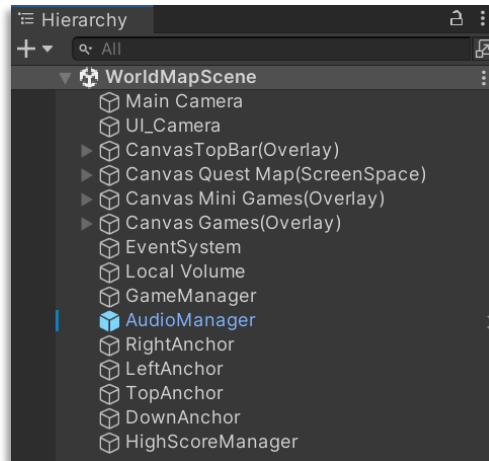 Hierarchy
All
WorldMapScene
Main Camera
UI_Camera
CanvasTopBar(Overlay)
Canvas Quest Map(ScreenSpace)
Canvas Mini Games(Overlay)
Canvas Games(Overlay)
EventSystem
Local Volume
GameManager
AudioManager
RightAnchor
LeftAnchor
TopAnchor
DownAnchor
HighScoreManager